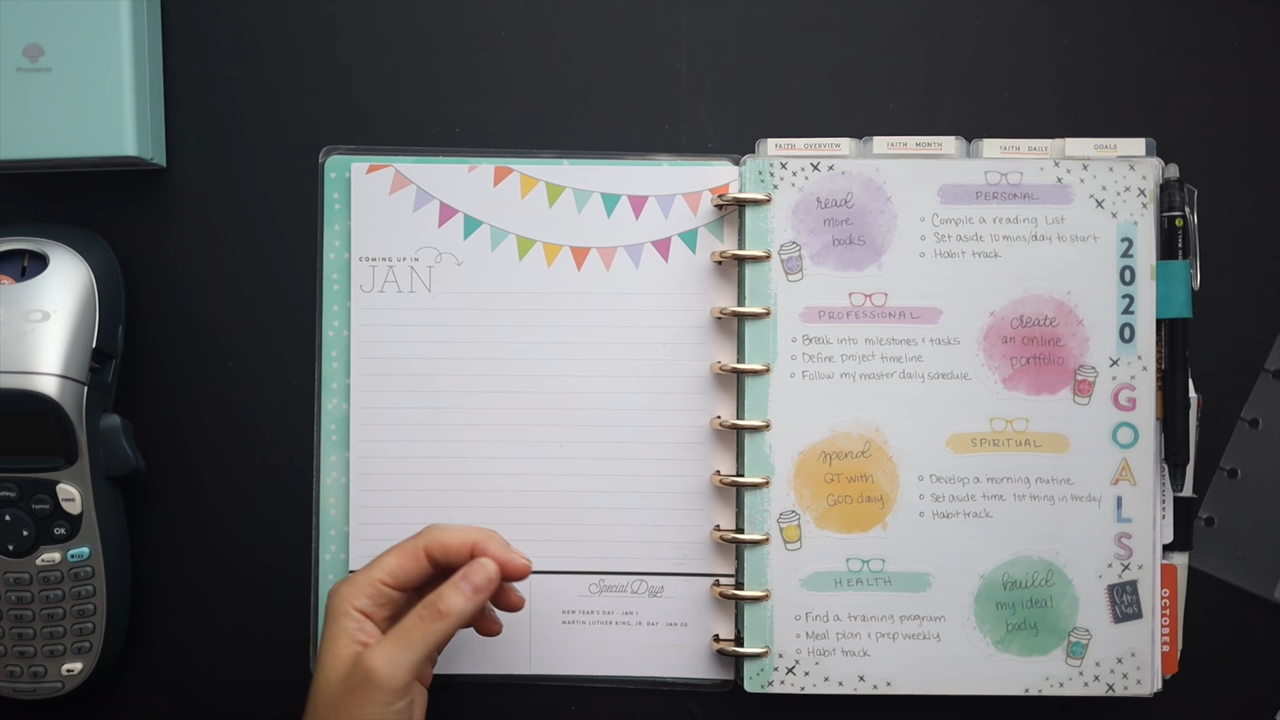 COMING UP IN
JAN
Special Days
NEW YEAR'S DAY - JAN 1
MARTIN LUTHER KING, JR. DAY - JAN 20
FAITH : OVERVIEW
FAITH : MONTH
FAITH : DAILY
GOALS
read
more
books
PERSONAL
Compile a reading list
Set aside 10 mins/day to start
Habit track
PROFESSIONAL
Break into milestones & tasks
Define project timeline
Follow my master daily schedule
create
an online
portfolio
spend
QT with
GOD daily
SPIRITUAL
Develop a morning routine
Set aside time 1st thing in the day
Habit track
HEALTH
Find a training program
Meal plan & prep weekly
Habit track
build
my ideal
body
2020
GOALS
OCTOBER
OK